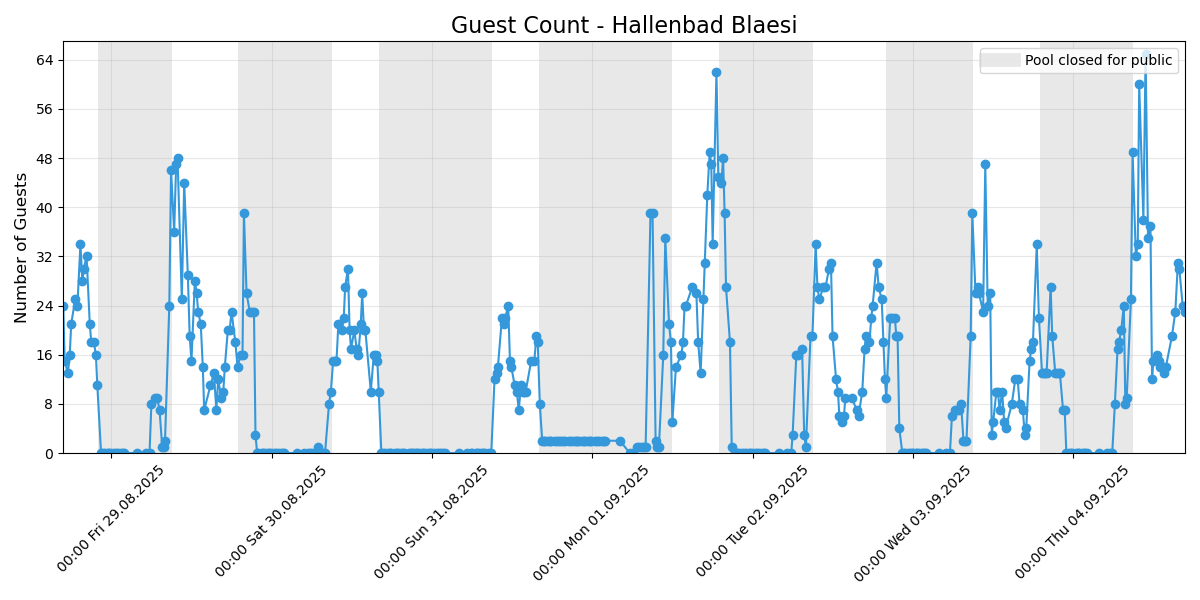 Guest Count - Hallenbad Blaesi
Pool closed for public
Number of Guests
64
56
48
40
32
24
16
8
0
00:00 Fri 29.08.2025
00:00 Sat 30.08.2025
00:00 Sun 31.08.2025
00:00 Mon 01.09.2025
00:00 Tue 02.09.2025
00:00 Wed 03.09.2025
00:00 Thu 04.09.2025